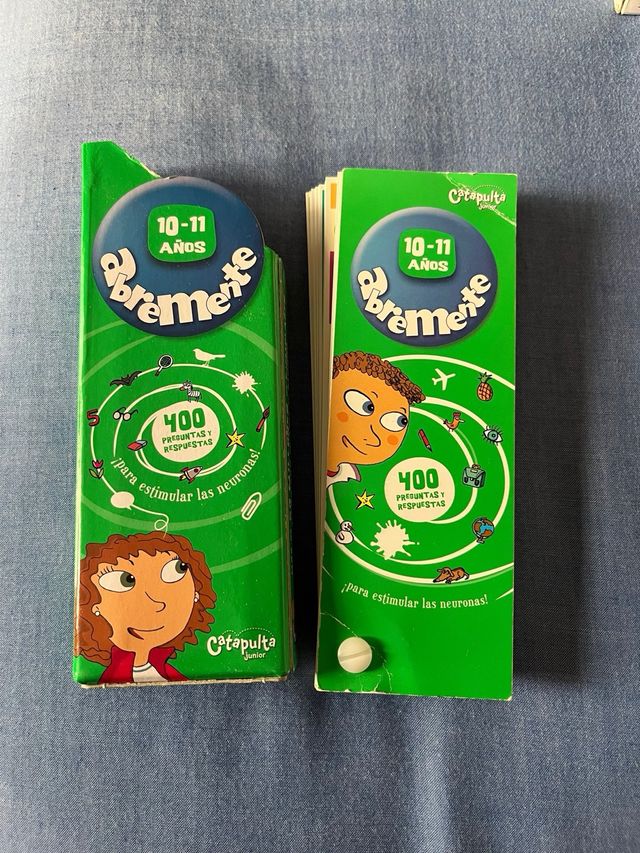 10-11
AÑOS
abremente
5
400
PREGUNTAS Y
RESPUESTAS
¡para estimular las neuronas!
Catapulta
junior
Catapulta
junior
10-11
AÑOS
abremente
400
PREGUNTAS Y
RESPUESTAS
¡para estimular las neuronas!